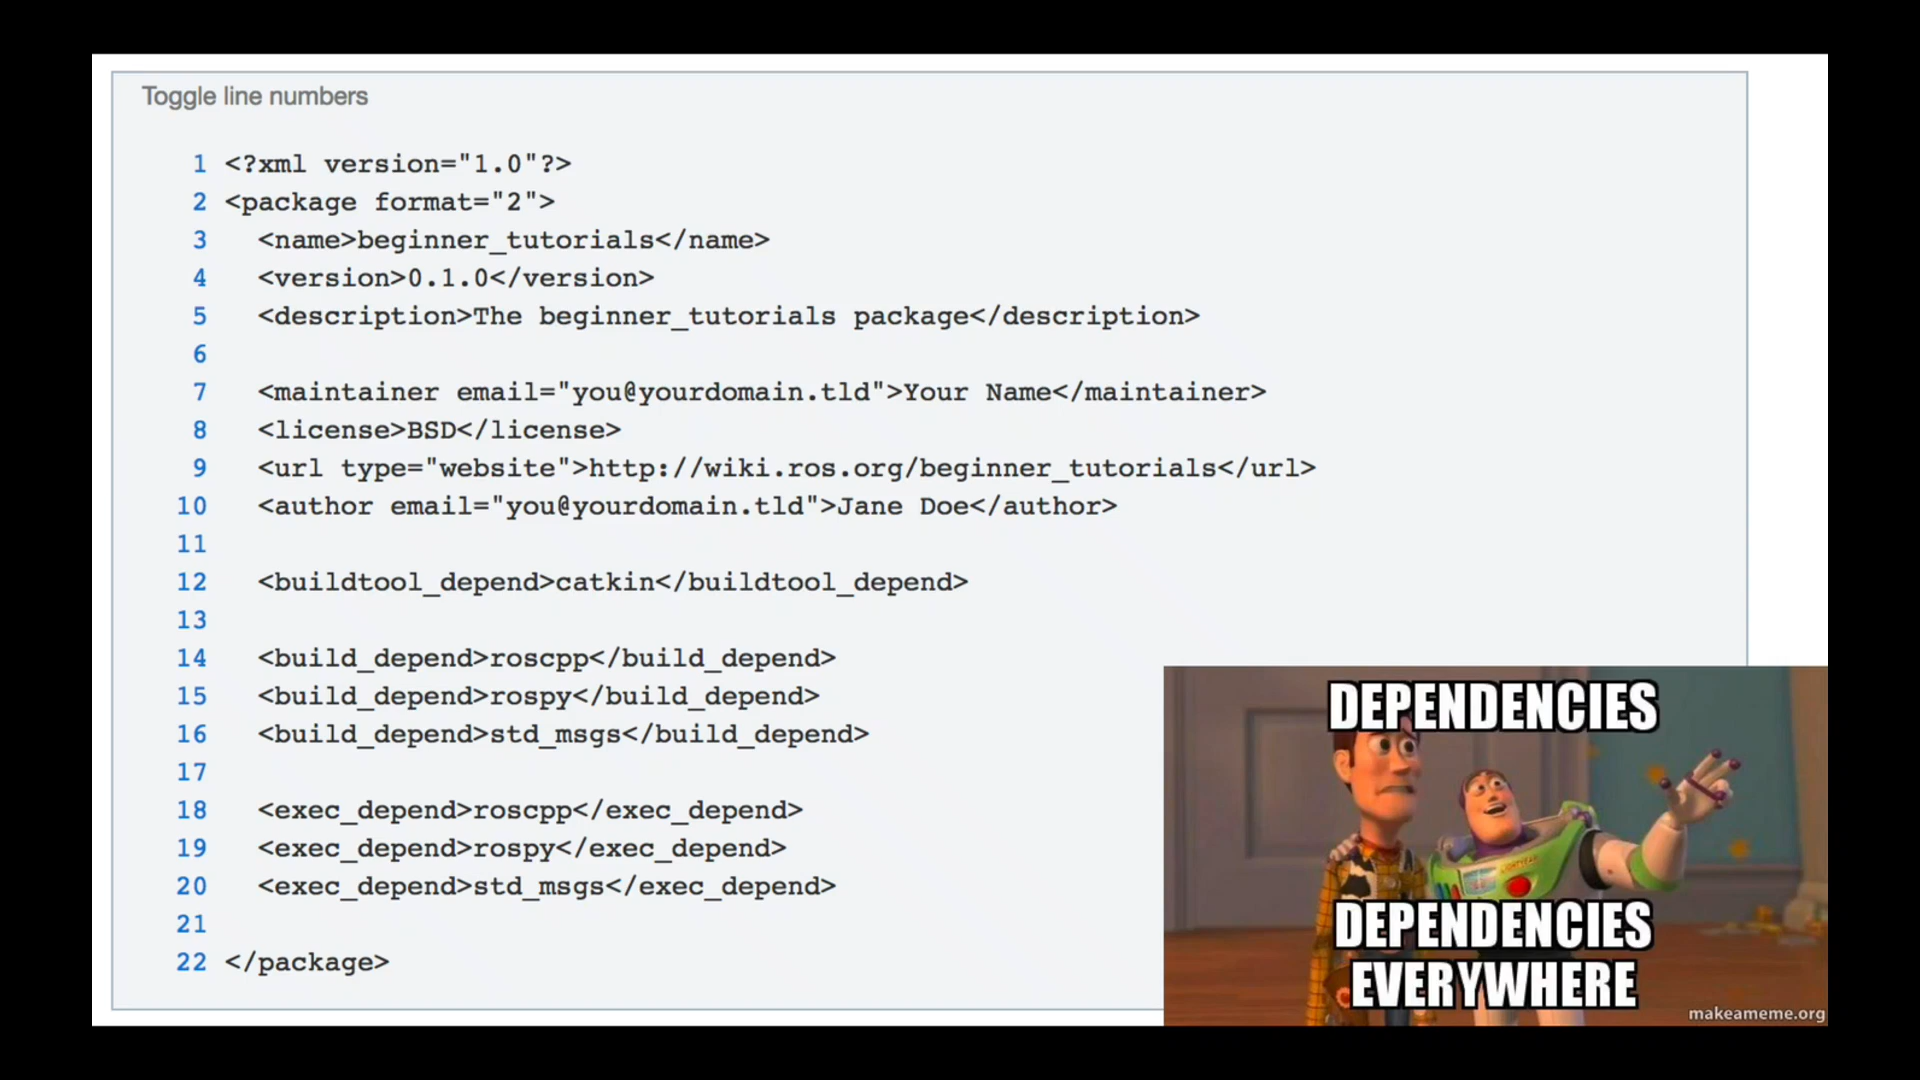 Toggle line numbers
1 <?xml version="1.0"?>
2 <package format="2">
3   <name>beginner_tutorials</name>
4   <version>0.1.0</version>
5   <description>The beginner_tutorials package</description>
6
7   <maintainer email="you@yourdomain.tld">Your Name</maintainer>
8   <license>BSD</license>
9   <url type="website">http://wiki.ros.org/beginner_tutorials</url>
10   <author email="you@yourdomain.tld">Jane Doe</author>
11
12   <buildtool_depend>catkin</buildtool_depend>
13
14   <build_depend>roscpp</build_depend>
15   <build_depend>rospy</build_depend>
16   <build_depend>std_msgs</build_depend>
17
18   <exec_depend>roscpp</exec_depend>
19   <exec_depend>rospy</exec_depend>
20   <exec_depend>std_msgs</exec_depend>
21
22 </package>
DEPENDENCIES
LIGHTYEAR
DEPENDENCIES
EVERYWHERE
makeameme.org